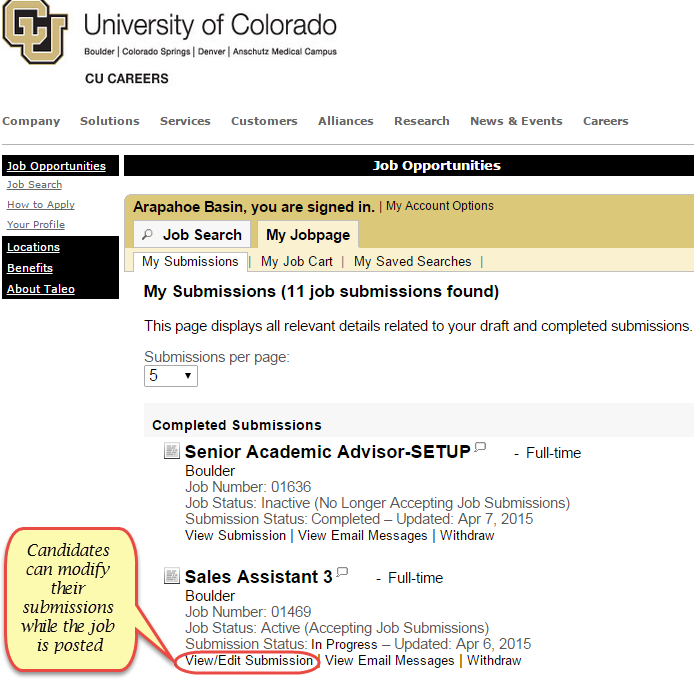 University of Colorado
Boulder | Colorado Springs | Denver | Anschutz Medical Campus
CU CAREERS
Company Solutions Services Customers Alliances Research News & Events Careers
Job Opportunities
Job Search
How to Apply
Your Profile
Locations
Benefits
About Taleo
Job Opportunities
Arapahoe Basin, you are signed in. | My Account Options
Job Search My Jobpage
My Submissions | My Job Cart | My Saved Searches |
My Submissions (11 job submissions found)
This page displays all relevant details related to your draft and completed submissions.
Submissions per page:
5
Completed Submissions
Senior Academic Advisor-SETUP - Full-time
Boulder
Job Number: 01636
Job Status: Inactive (No Longer Accepting Job Submissions)
Submission Status: Completed – Updated: Apr 7, 2015
View Submission | View Email Messages | Withdraw
Sales Assistant 3 - Full-time
Boulder
Job Number: 01469
Job Status: Active (Accepting Job Submissions)
Submission Status: In Progress – Updated: Apr 6, 2015
View/Edit Submission | View Email Messages | Withdraw
Candidates
can modify
their
submissions
while the job
is posted